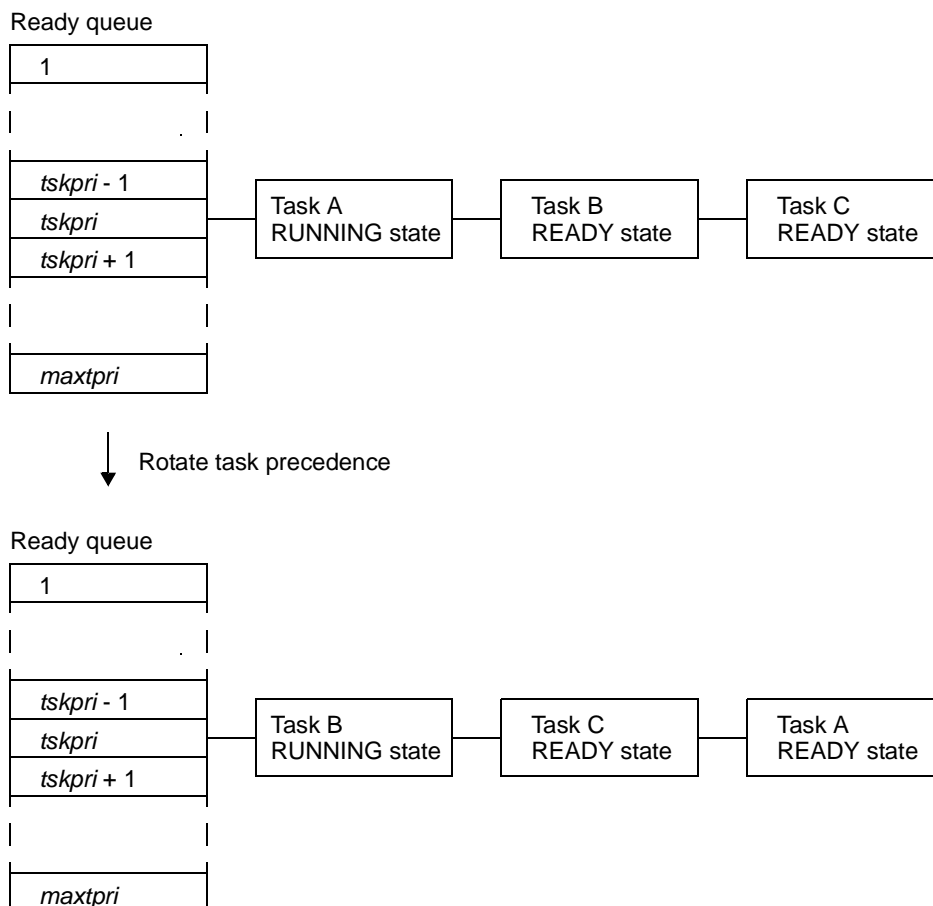 Ready queue
1
tskpri - 1
tskpri
tskpri + 1
maxtpri
Task A
RUNNING state
Task B
READY state
Task C
READY state
Rotate task precedence
Ready queue
1
tskpri - 1
tskpri
tskpri + 1
maxtpri
Task B
RUNNING state
Task C
READY state
Task A
READY state